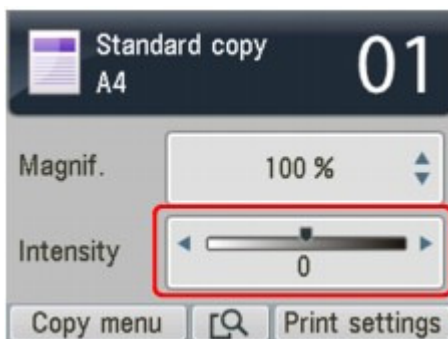 Standard copy
A4
01
Magnif.
100 %
Intensity
0
Copy menu
Print settings